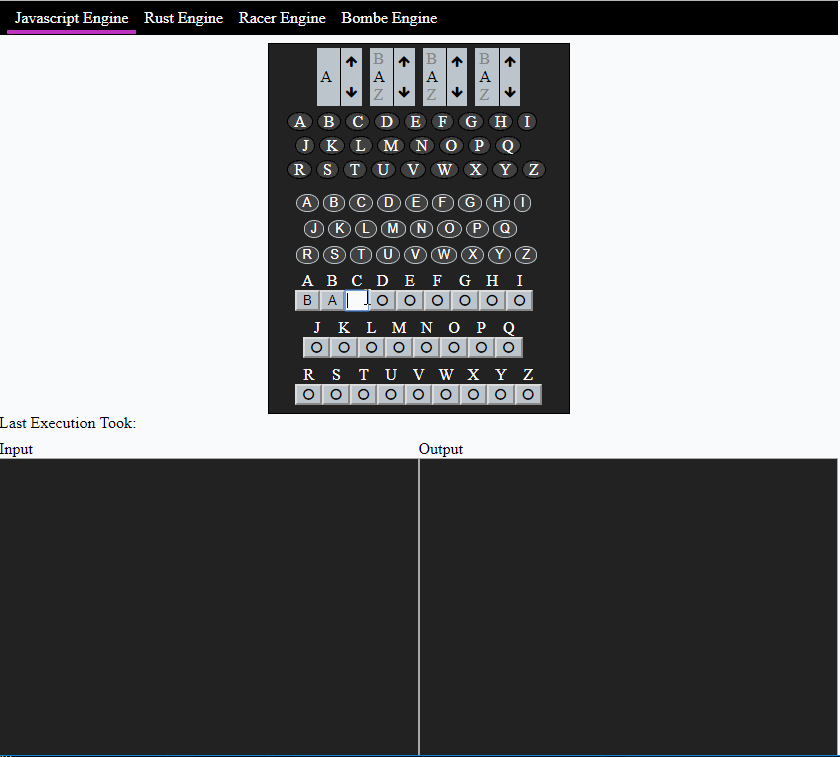 Javascript Engine Rust Engine Racer Engine Bombe Engine
B B B
A A A A
Z Z Z
A B C D E F G H I
J K L M N O P Q
R S T U V W X Y Z
A B C D E F G H I
J K L M N O P Q
R S T U V W X Y Z
A B C D E F G H I
B A O O O O O O
J K L M N O P Q
O O O O O O O O
R S T U V W X Y Z
O O O O O O O O O
Last Execution Took:
Input Output